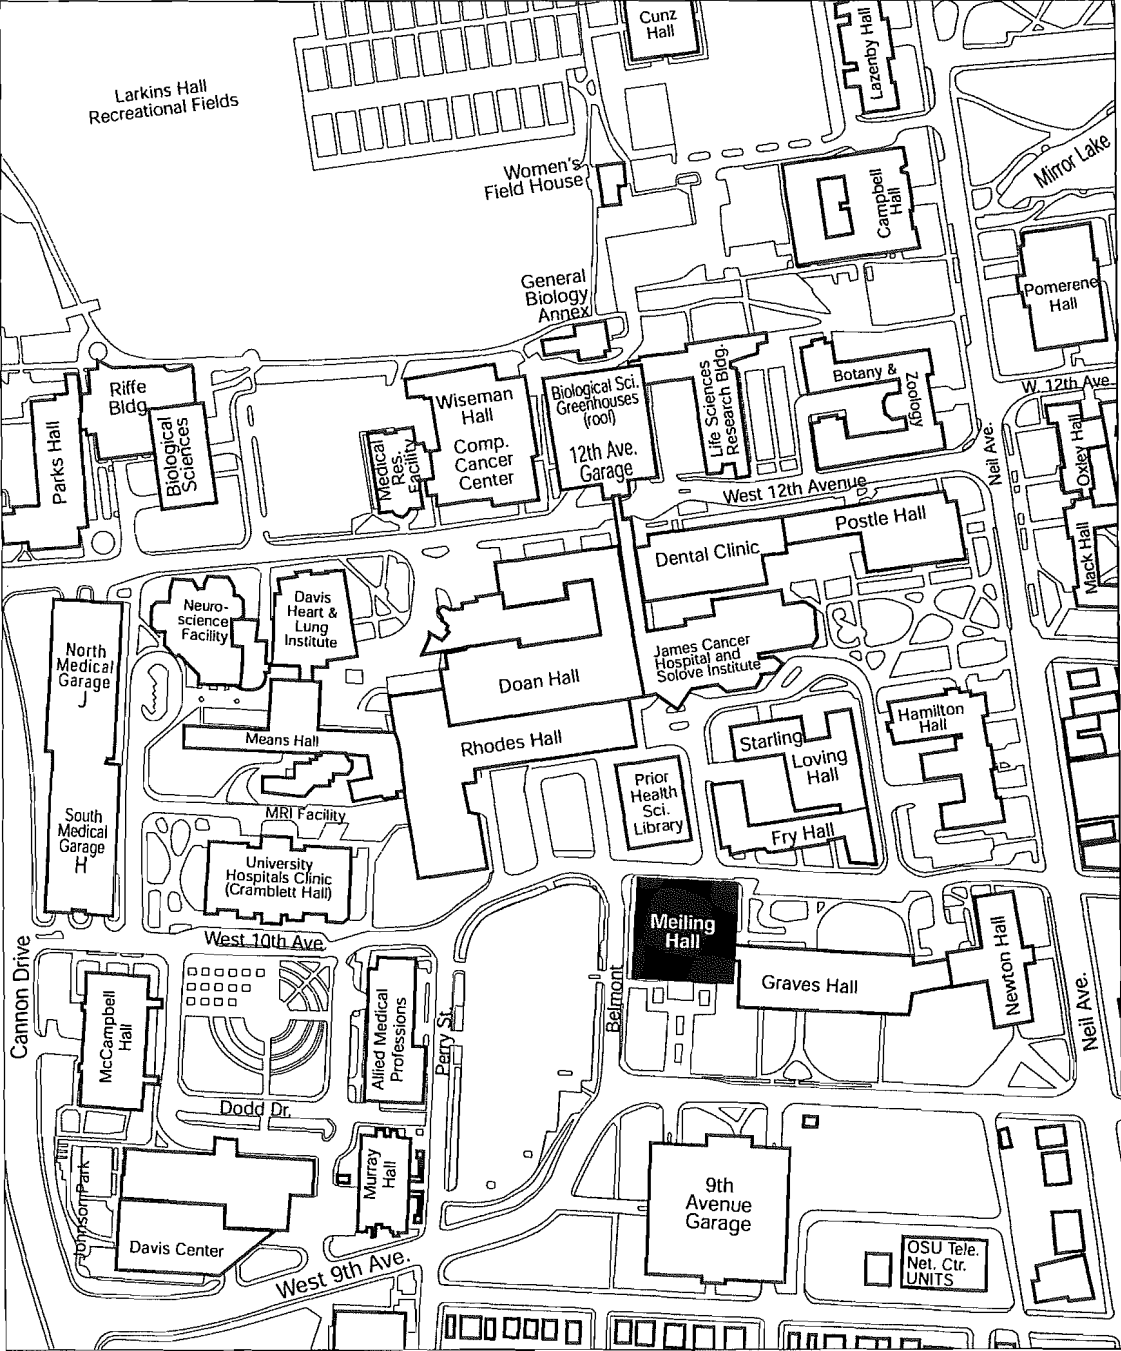 Cunz
Hall
Lazenby Hall
Larkins Hall
Recreational Fields
Mirror Lake
Women's
Field House
Campbell
Hall
General
Biology
Annex
Pomerene
Hall
Riffe
Bldg.
Biological
Sciences
Parks Hall
Wiseman
Hall
Comp.
Cancer
Center
Medical
Res.
Facility
Biological Sci.
Greenhouses
(roof)
12th Ave.
Garage
Life Sciences
Research Bldg.
Botany &
Zoology
W. 12th Ave.
Oxley Hall
Neil Ave.
West 12th Avenue
Postle Hall
Dental Clinic
Mack Hall
Neuro-
science
Facility
Davis
Heart &
Lung
Institute
North
Medical
Garage
J
James Cancer
Hospital and
Solove Institute
Doan Hall
Means Hall
Rhodes Hall
Starling
Loving
Hall
Hamilton
Hall
Prior
Health
Sci.
Library
MRI Facility
South
Medical
Garage
H
Fry Hall
University
Hospitals Clinic
(Cramblett Hall)
West 10th Ave.
Meiling
Hall
Graves Hall
Newton Hall
Cannon Drive
McCampbell
Hall
Allied Medical
Professions
Perry St.
Belmont
Neil Ave.
Dodd Dr.
Johnson Park
Murray
Hall
Davis Center
West 9th Ave.
9th
Avenue
Garage
OSU Tele.
Net. Ctr.
UNITS